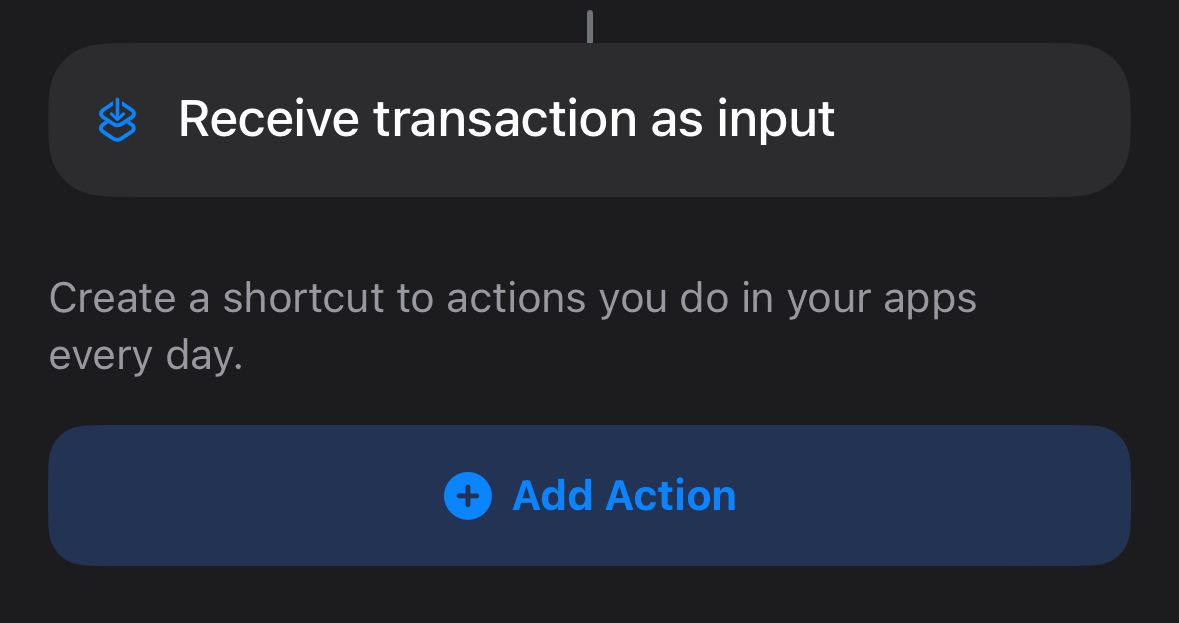 Receive transaction as input
Create a shortcut to actions you do in your apps
every day.
Add Action